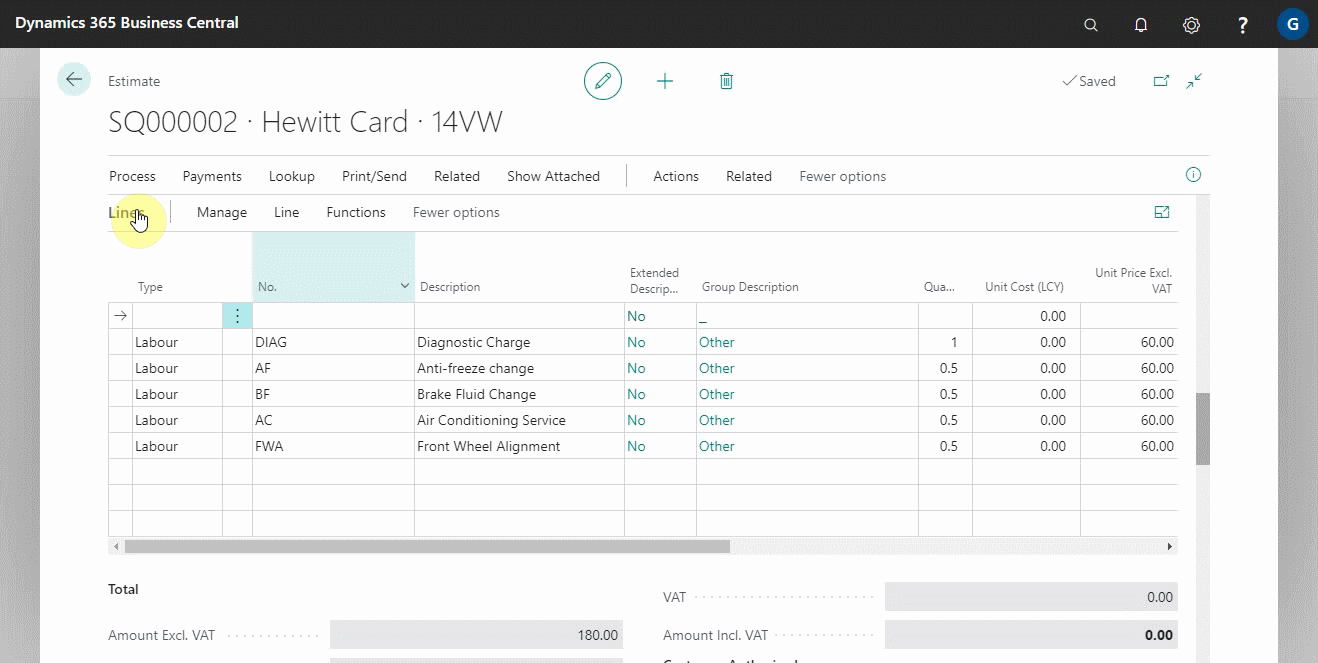 Dynamics 365 Business Central
? G
Estimate
Saved
SQ000002 · Hewitt Card · 14VW
Process Payments Lookup Print/Send Related Show Attached Actions Related Fewer options
Lines Manage Line Functions Fewer options
Type No. Description Extended Descrip... Group Description Qua... Unit Cost (LCY) Unit Price Excl. VAT
No _ 0.00
Labour DIAG Diagnostic Charge No Other 1 0.00 60.00
Labour AF Anti-freeze change No Other 0.5 0.00 60.00
Labour BF Brake Fluid Change No Other 0.5 0.00 60.00
Labour AC Air Conditioning Service No Other 0.5 0.00 60.00
Labour FWA Front Wheel Alignment No Other 0.5 0.00 60.00
Total
VAT 0.00
Amount Excl. VAT 180.00
Amount Incl. VAT 0.00